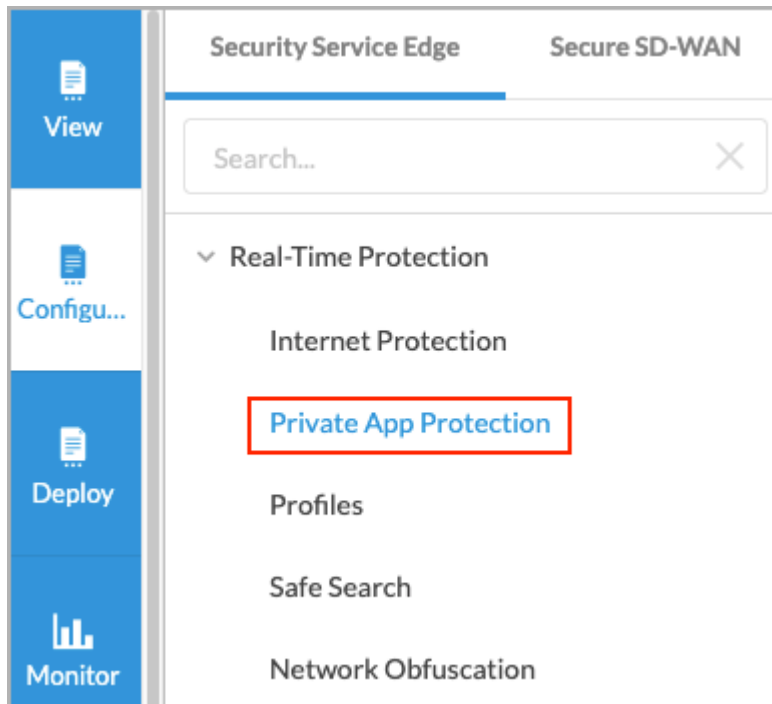 View
Configu...
Deploy
Monitor
Security Service Edge
Secure SD-WAN
Search...
Real-Time Protection
Internet Protection
Private App Protection
Profiles
Safe Search
Network Obfuscation